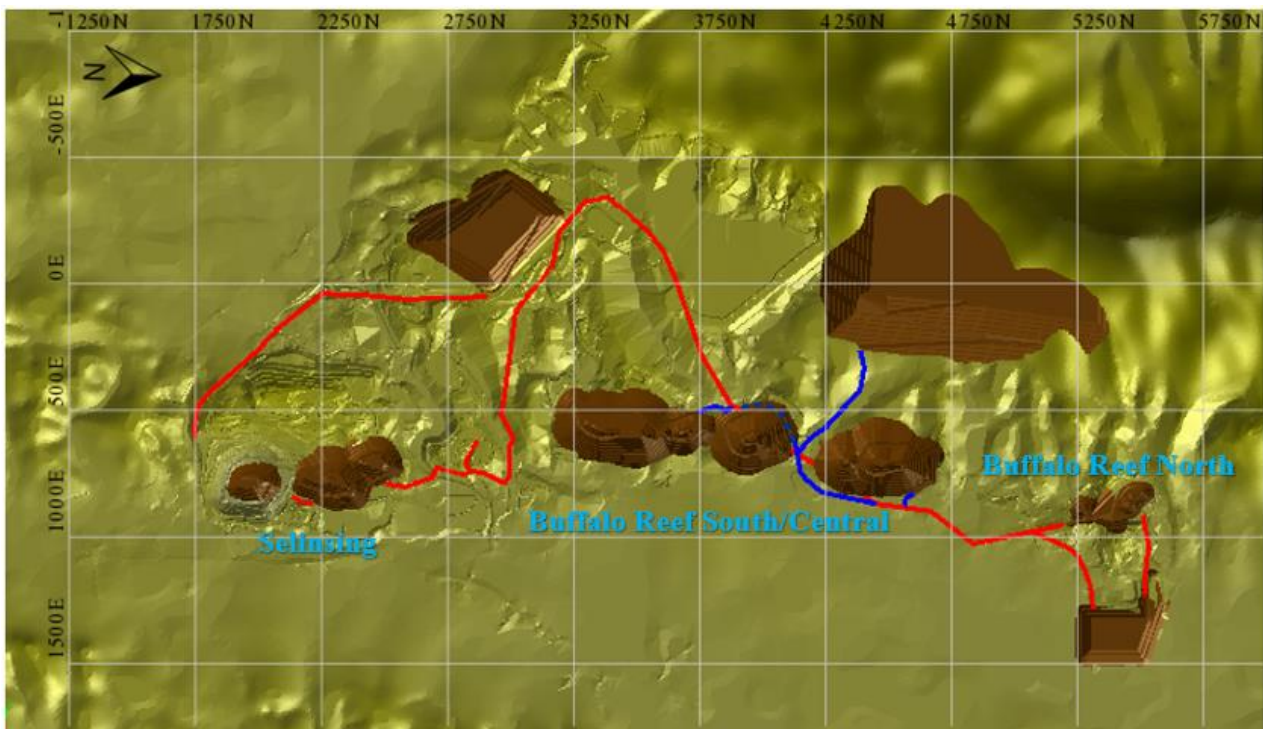 1250N 1750N 2250N 2750N 3250N 3750N 4250N 4750N 5250N 5750N
N
-500E
0E
500E
Buffalo Reef North
1000E
Buffalo Reef South/Central
Selinsing
1500E